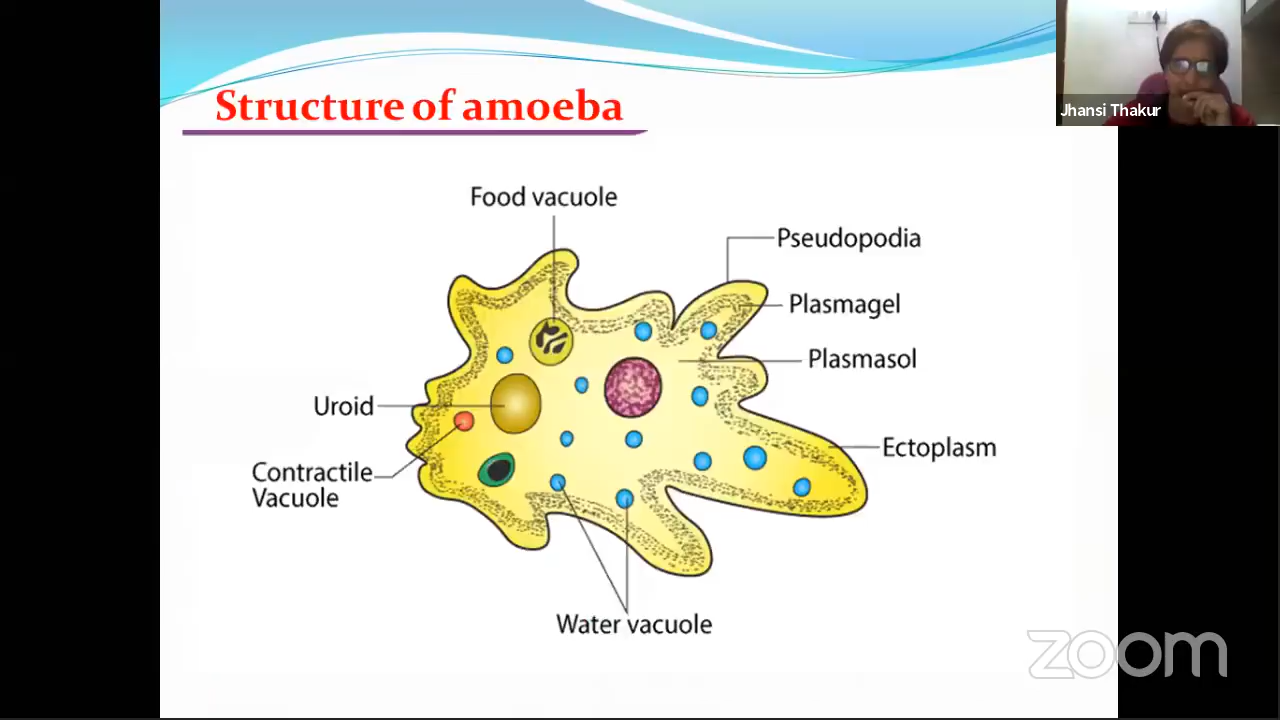 Structure of amoeba
Jhansi Thakur
Food vacuole
Pseudopodia
Plasmagel
Plasmasol
Uroid
Ectoplasm
Contractile
Vacuole
Water vacuole
zoom